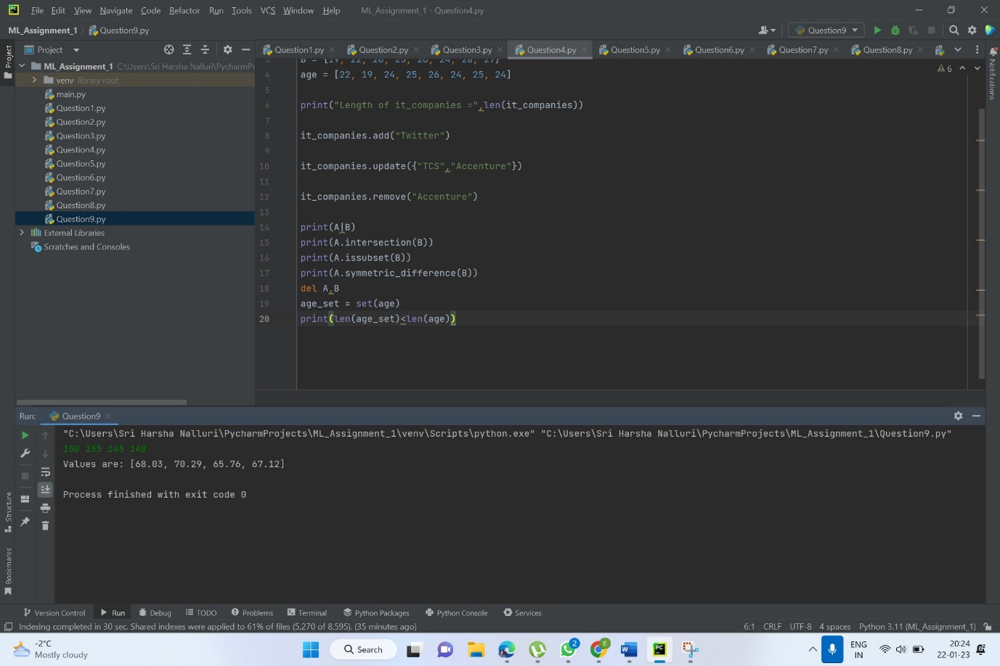 File Edit View Navigate Code Refactor Run Tools VCS Window Help ML_Assignment_1 - Question4.py
ML_Assignment_1 Question9.py
Question9
Project
Project
ML_Assignment_1 C:\Users\Sri Harsha Nalluri\PycharmPr
venv library root
main.py
Question1.py
Question2.py
Question3.py
Question4.py
Question5.py
Question6.py
Question7.py
Question8.py
Question9.py
External Libraries
Scratches and Consoles
Question1.py Question2.py Question3.py Question4.py Question5.py Question6.py Question7.py Question8.py
Notifications
6
4 age = [22, 19, 24, 25, 26, 24, 25, 24]
5
6 print("Length of it_companies =",len(it_companies))
7
8 it_companies.add("Twitter")
9
10 it_companies.update({"TCS","Accenture"})
11
12 it_companies.remove("Accenture")
13
14 print(A|B)
15 print(A.intersection(B))
16 print(A.issubset(B))
17 print(A.symmetric_difference(B))
18 del A,B
19 age_set = set(age)
20 print(len(age_set)<len(age))
Run: Question9
"C:\Users\Sri Harsha Nalluri\PycharmProjects\ML_Assignment_1\venv\Scripts\python.exe" "C:\Users\Sri Harsha Nalluri\PycharmProjects\ML_Assignment_1\Question9.py"
150 155 145 148
Values are: [68.03, 70.29, 65.76, 67.12]
Process finished with exit code 0
Structure
Bookmarks
Version Control Run Debug TODO Problems Terminal Python Packages Python Console Services
Indexing completed in 30 sec. Shared indexes were applied to 61% of files (5,270 of 8,595). (35 minutes ago) 6:1 CRLF UTF-8 4 spaces Python 3.11 (ML_Assignment_1)
-2°C
Mostly cloudy
Search
2
E
PC
ENG
IN
20:24
22-01-23